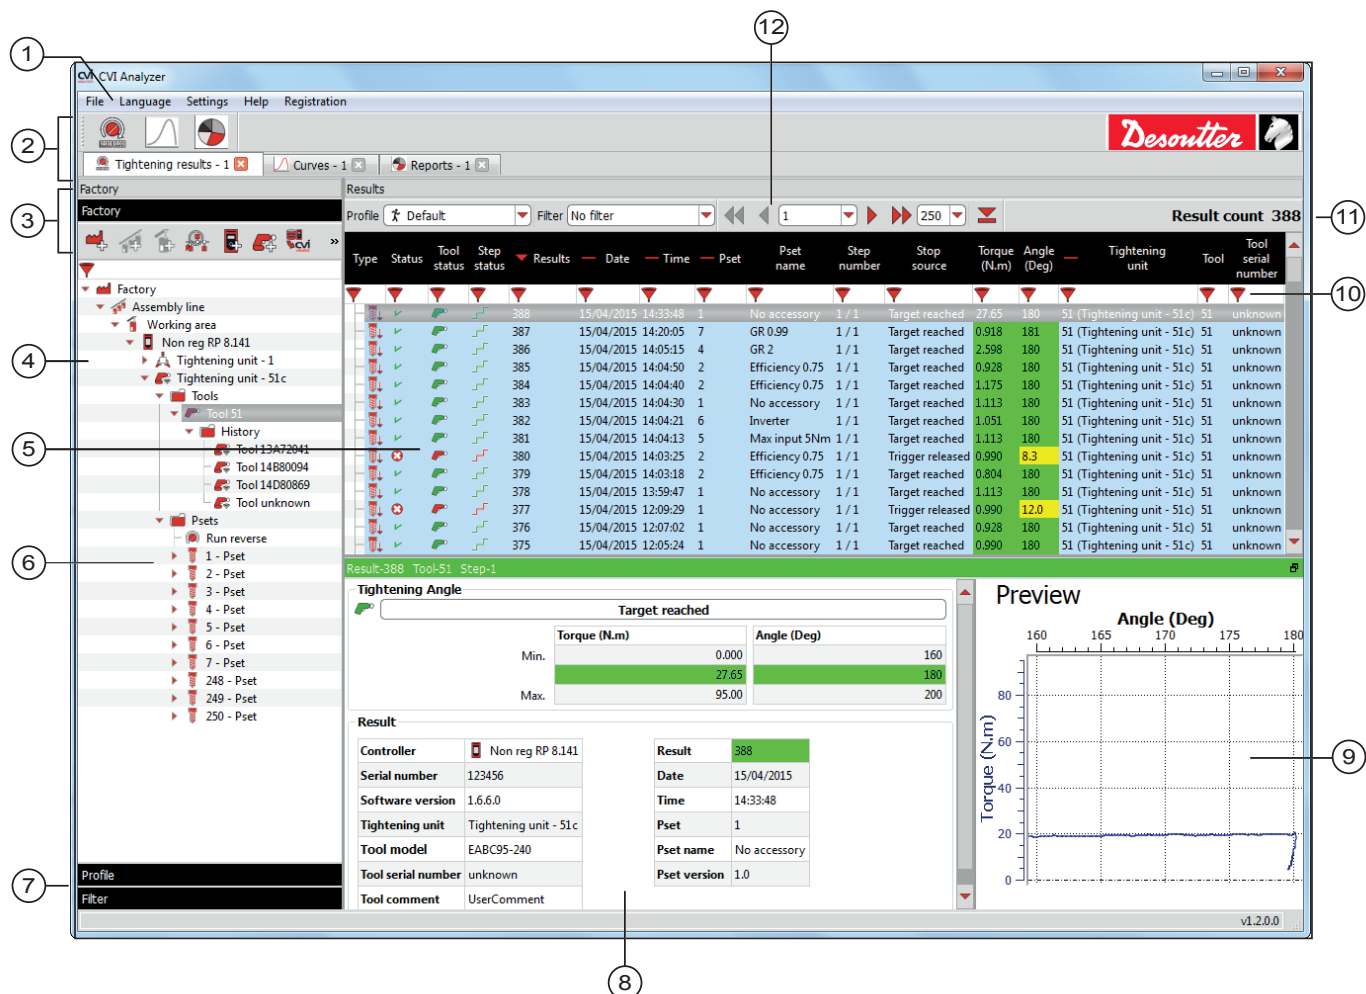 12
1
CVI CVI Analyzer
File Language Settings Help Registration
2
Desoutter
Tightening results - 1 Curves - 1 Reports - 1
Factory Results
3
Factory
Profile Default Filter No filter 1 250 Result count 388
11
CVI »
Type Status Tool status Step status Results Date Time Pset Pset name Step number Stop source Torque (N.m) Angle (Deg) Tightening unit Tool Tool serial number
10
388 15/04/2015 14:33:48 1 No accessory 1 / 1 Target reached 27.65 180 51 (Tightening unit - 51c) 51 unknown
387 15/04/2015 14:20:05 7 GR 0.99 1 / 1 Target reached 0.918 181 51 (Tightening unit - 51c) 51 unknown
386 15/04/2015 14:05:15 4 GR 2 1 / 1 Target reached 2.598 180 51 (Tightening unit - 51c) 51 unknown
385 15/04/2015 14:04:50 2 Efficiency 0.75 1 / 1 Target reached 0.928 180 51 (Tightening unit - 51c) 51 unknown
384 15/04/2015 14:04:40 2 Efficiency 0.75 1 / 1 Target reached 1.175 180 51 (Tightening unit - 51c) 51 unknown
383 15/04/2015 14:04:30 1 No accessory 1 / 1 Target reached 1.113 180 51 (Tightening unit - 51c) 51 unknown
382 15/04/2015 14:04:21 6 Inverter 1 / 1 Target reached 1.051 180 51 (Tightening unit - 51c) 51 unknown
381 15/04/2015 14:04:13 5 Max input 5Nm 1 / 1 Target reached 1.113 180 51 (Tightening unit - 51c) 51 unknown
380 15/04/2015 14:03:25 2 Efficiency 0.75 1 / 1 Trigger released 0.990 8.3 51 (Tightening unit - 51c) 51 unknown
379 15/04/2015 14:03:18 2 Efficiency 0.75 1 / 1 Target reached 0.804 180 51 (Tightening unit - 51c) 51 unknown
378 15/04/2015 13:59:47 1 No accessory 1 / 1 Target reached 1.113 180 51 (Tightening unit - 51c) 51 unknown
377 15/04/2015 12:09:29 1 No accessory 1 / 1 Trigger released 0.990 12.0 51 (Tightening unit - 51c) 51 unknown
376 15/04/2015 12:07:02 1 No accessory 1 / 1 Target reached 0.928 180 51 (Tightening unit - 51c) 51 unknown
375 15/04/2015 12:05:24 1 No accessory 1 / 1 Target reached 0.990 180 51 (Tightening unit - 51c) 51 unknown
Factory
Assembly line
Working area
Non reg RP 8.141
4
Tightening unit - 1
Tightening unit - 51c
Tools
Tool 51
History
5
Tool 13A72041
Tool 14B80094
Tool 14D80869
Tool unknown
Psets
Run reverse
6
1 - Pset
2 - Pset
3 - Pset
4 - Pset
5 - Pset
6 - Pset
7 - Pset
248 - Pset
249 - Pset
250 - Pset
7
Profile
Filter
Result-388 Tool-51 Step-1
Tightening Angle
Target reached
Torque (N.m) Angle (Deg)
Min. 0.000 160
27.65 180
Max. 95.00 200
Result
Controller Non reg RP 8.141 Result 388
Serial number 123456 Date 15/04/2015
Software version 1.6.6.0 Time 14:33:48
Tightening unit Tightening unit - 51c Pset 1
Tool model EABC95-240 Pset name No accessory
Tool serial number unknown Pset version 1.0
Tool comment UserComment
8
Preview
Angle (Deg)
160 165 170 175 180
Torque (N.m)
80
60
40
20
0
9
v1.2.0.0